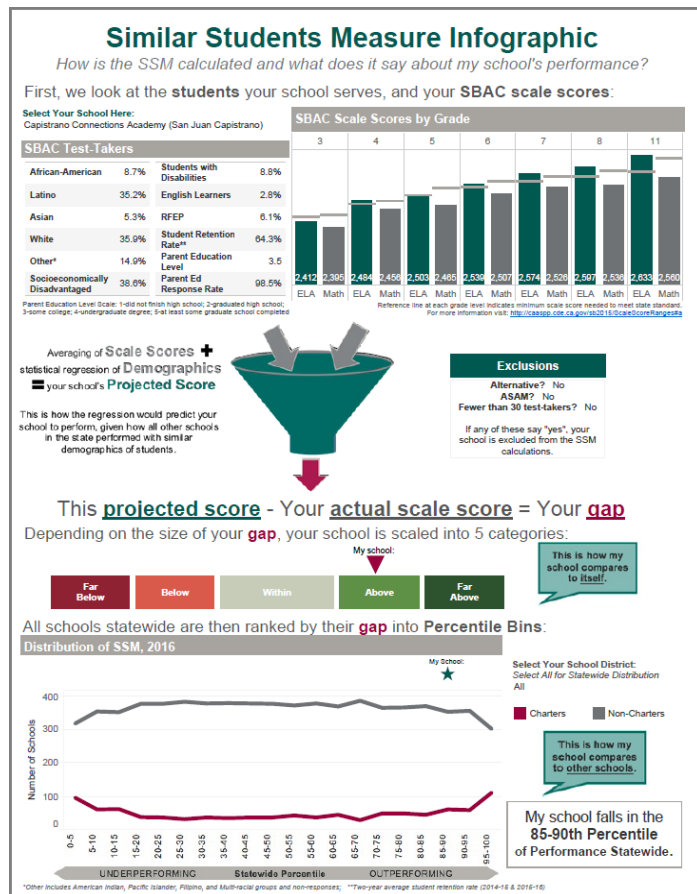 Similar Students Measure Infographic
How is the SSM calculated and what does it say about my school's performance?
First, we look at the students your school serves, and your SBAC scale scores:
Select Your School Here:
Capistrano Connections Academy (San Juan Capistrano)
SBAC Test-Takers
African-American 8.7% Students with Disabilities 8.8%
Latino 35.2% English Learners 2.8%
Asian 5.3% RFEP 6.1%
White 35.9% Student Retention Rate** 64.3%
Other* 14.9% Parent Education Level 3.5
Socioeconomically Disadvantaged 38.6% Parent Ed Response Rate 98.5%
Parent Education Level Scale: 1-did not finish high school; 2-graduated high school;
3-some college; 4-undergraduate degree; 5-at least some graduate school completed
SBAC Scale Scores by Grade
3 4 5 6 7 8 11
2,412 2,395 2,484 2,456 2,503 2,465 2,539 2,507 2,574 2,526 2,597 2,536 2,633 2,560
ELA Math ELA Math ELA Math ELA Math ELA Math ELA Math ELA Math
Reference line at each grade level indicates minimum scale score needed to meet state standard.
For more information visit: http://caaspp.cde.ca.gov/sb2015/ScaleScoreRanges#a
Averaging of Scale Scores +
statistical regression of Demographics
= your school's Projected Score
This is how the regression would predict your
school to perform, given how all other schools
in the state performed with similar
demographics of students.
Exclusions
Alternative? No
ASAM? No
Fewer than 30 test-takers? No
If any of these say "yes", your
school is excluded from the SSM
calculations.
This projected score - Your actual scale score = Your gap
Depending on the size of your gap, your school is scaled into 5 categories:
My school:
Far Below
Below
Within
Above
Far Above
This is how my
school compares
to itself.
All schools statewide are then ranked by their gap into Percentile Bins:
Distribution of SSM, 2016
My School:
Number of Schools
400
300
200
100
0
0-5 5-10 10-15 15-20 20-25 25-30 30-35 35-40 40-45 45-50 50-55 55-60 60-65 65-70 70-75 75-80 80-85 85-90 90-95 95-100
UNDERPERFORMING Statewide Percentile OUTPERFORMING
Select Your School District:
Select All for Statewide Distribution
All
Charters Non-Charters
This is how my
school compares
to other schools.
My school falls in the
85-90th Percentile
of Performance Statewide.
*Other includes American Indian, Pacific Islander, Filipino, and Multi-racial groups and non-responses; **Two-year average student retention rate (2014-15 & 2015-16)